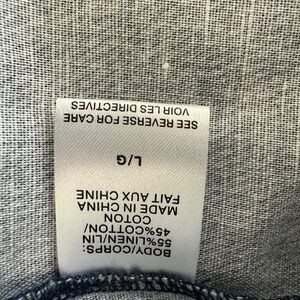 BODY/CORPS:
55%LINEN/LIN
45%COTTON/
COTON
MADE IN CHINA
FAIT AUX CHINE
L/G
SEE REVERSE FOR CARE
VOIR LES DIRECTIVES